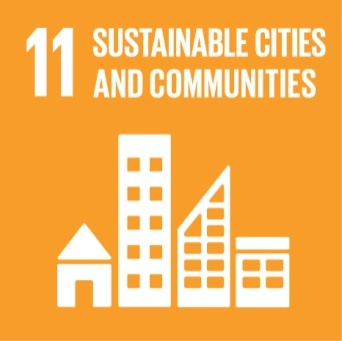 11 SUSTAINABLE CITIES
AND COMMUNITIES